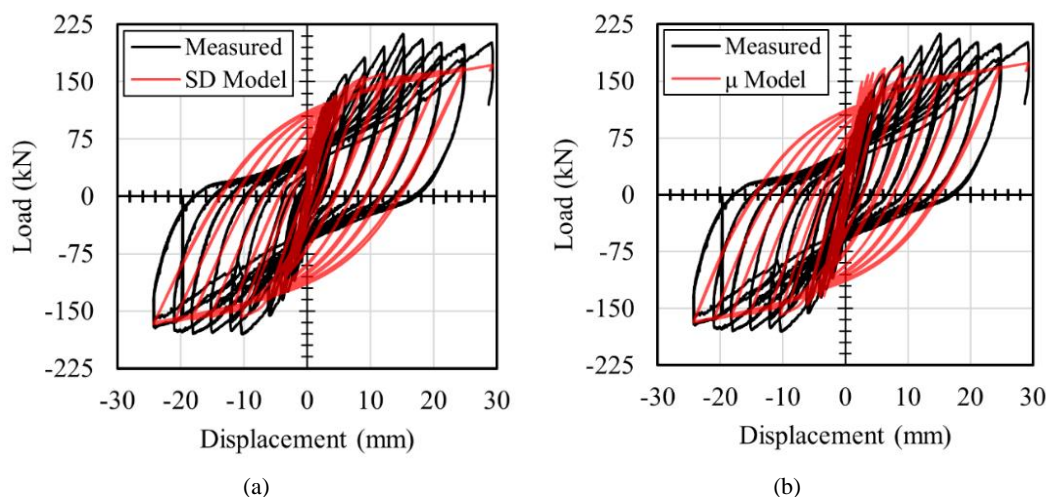 225
150
75
0
-75
-150
-225
Load (kN)
Measured
SD Model
-30 -20 -10 0 10 20 30
Displacement (mm)
(a)
225
150
75
0
-75
-150
-225
Load (kN)
Measured
μ Model
-30 -20 -10 0 10 20 30
Displacement (mm)
(b)